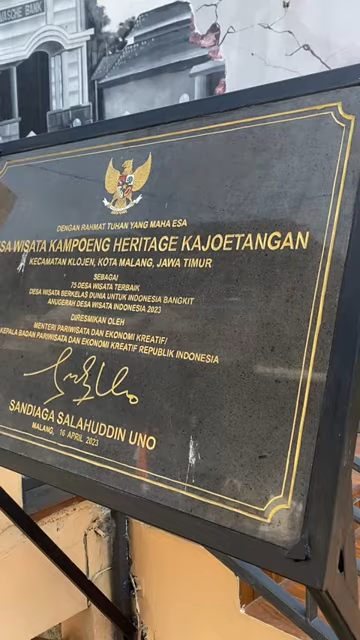 VASCHE BANK
DENGAN RAHMAT TUHAN YANG MAHA ESA
SA WISATA KAMPOENG HERITAGE KAJOETANGAN
KECAMATAN KLOJEN, KOTA MALANG, JAWA TIMUR
SEBAGAI
75 DESA WISATA TERBAIK
DESA WISATA BERKELAS DUNIA UNTUK INDONESIA BANGKIT
ANUGERAH DESA WISATA INDONESIA 2023
DIRESMIKAN OLEH
MENTERI PARIWISATA DAN EKONOMI KREATIF/
KEPALA BADAN PARIWISATA DAN EKONOMI KREATIF REPUBLIK INDONESIA
SANDIAGA SALAHUDDIN UNO
MALANG, 16 APRIL 2023